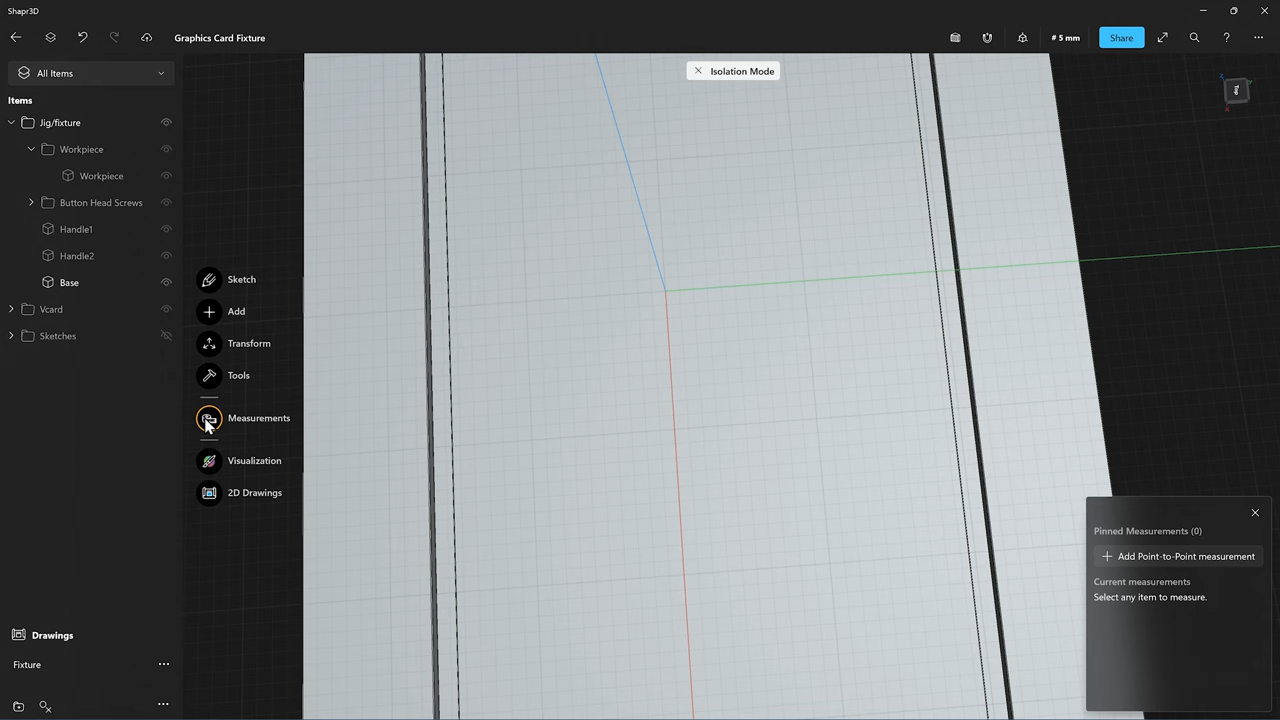 Shapr3D
Graphics Card Fixture
# 5 mm
Share
?
All Items
Isolation Mode
Items
Jig/fixture
Workpiece
Workpiece
Button Head Screws
Handle1
Handle2
Base
Vcard
Sketches
Sketch
Add
Transform
Tools
Measurements
Visualization
2D Drawings
Pinned Measurements (0)
Add Point-to-Point measurement
Current measurements
Select any item to measure.
Drawings
Fixture